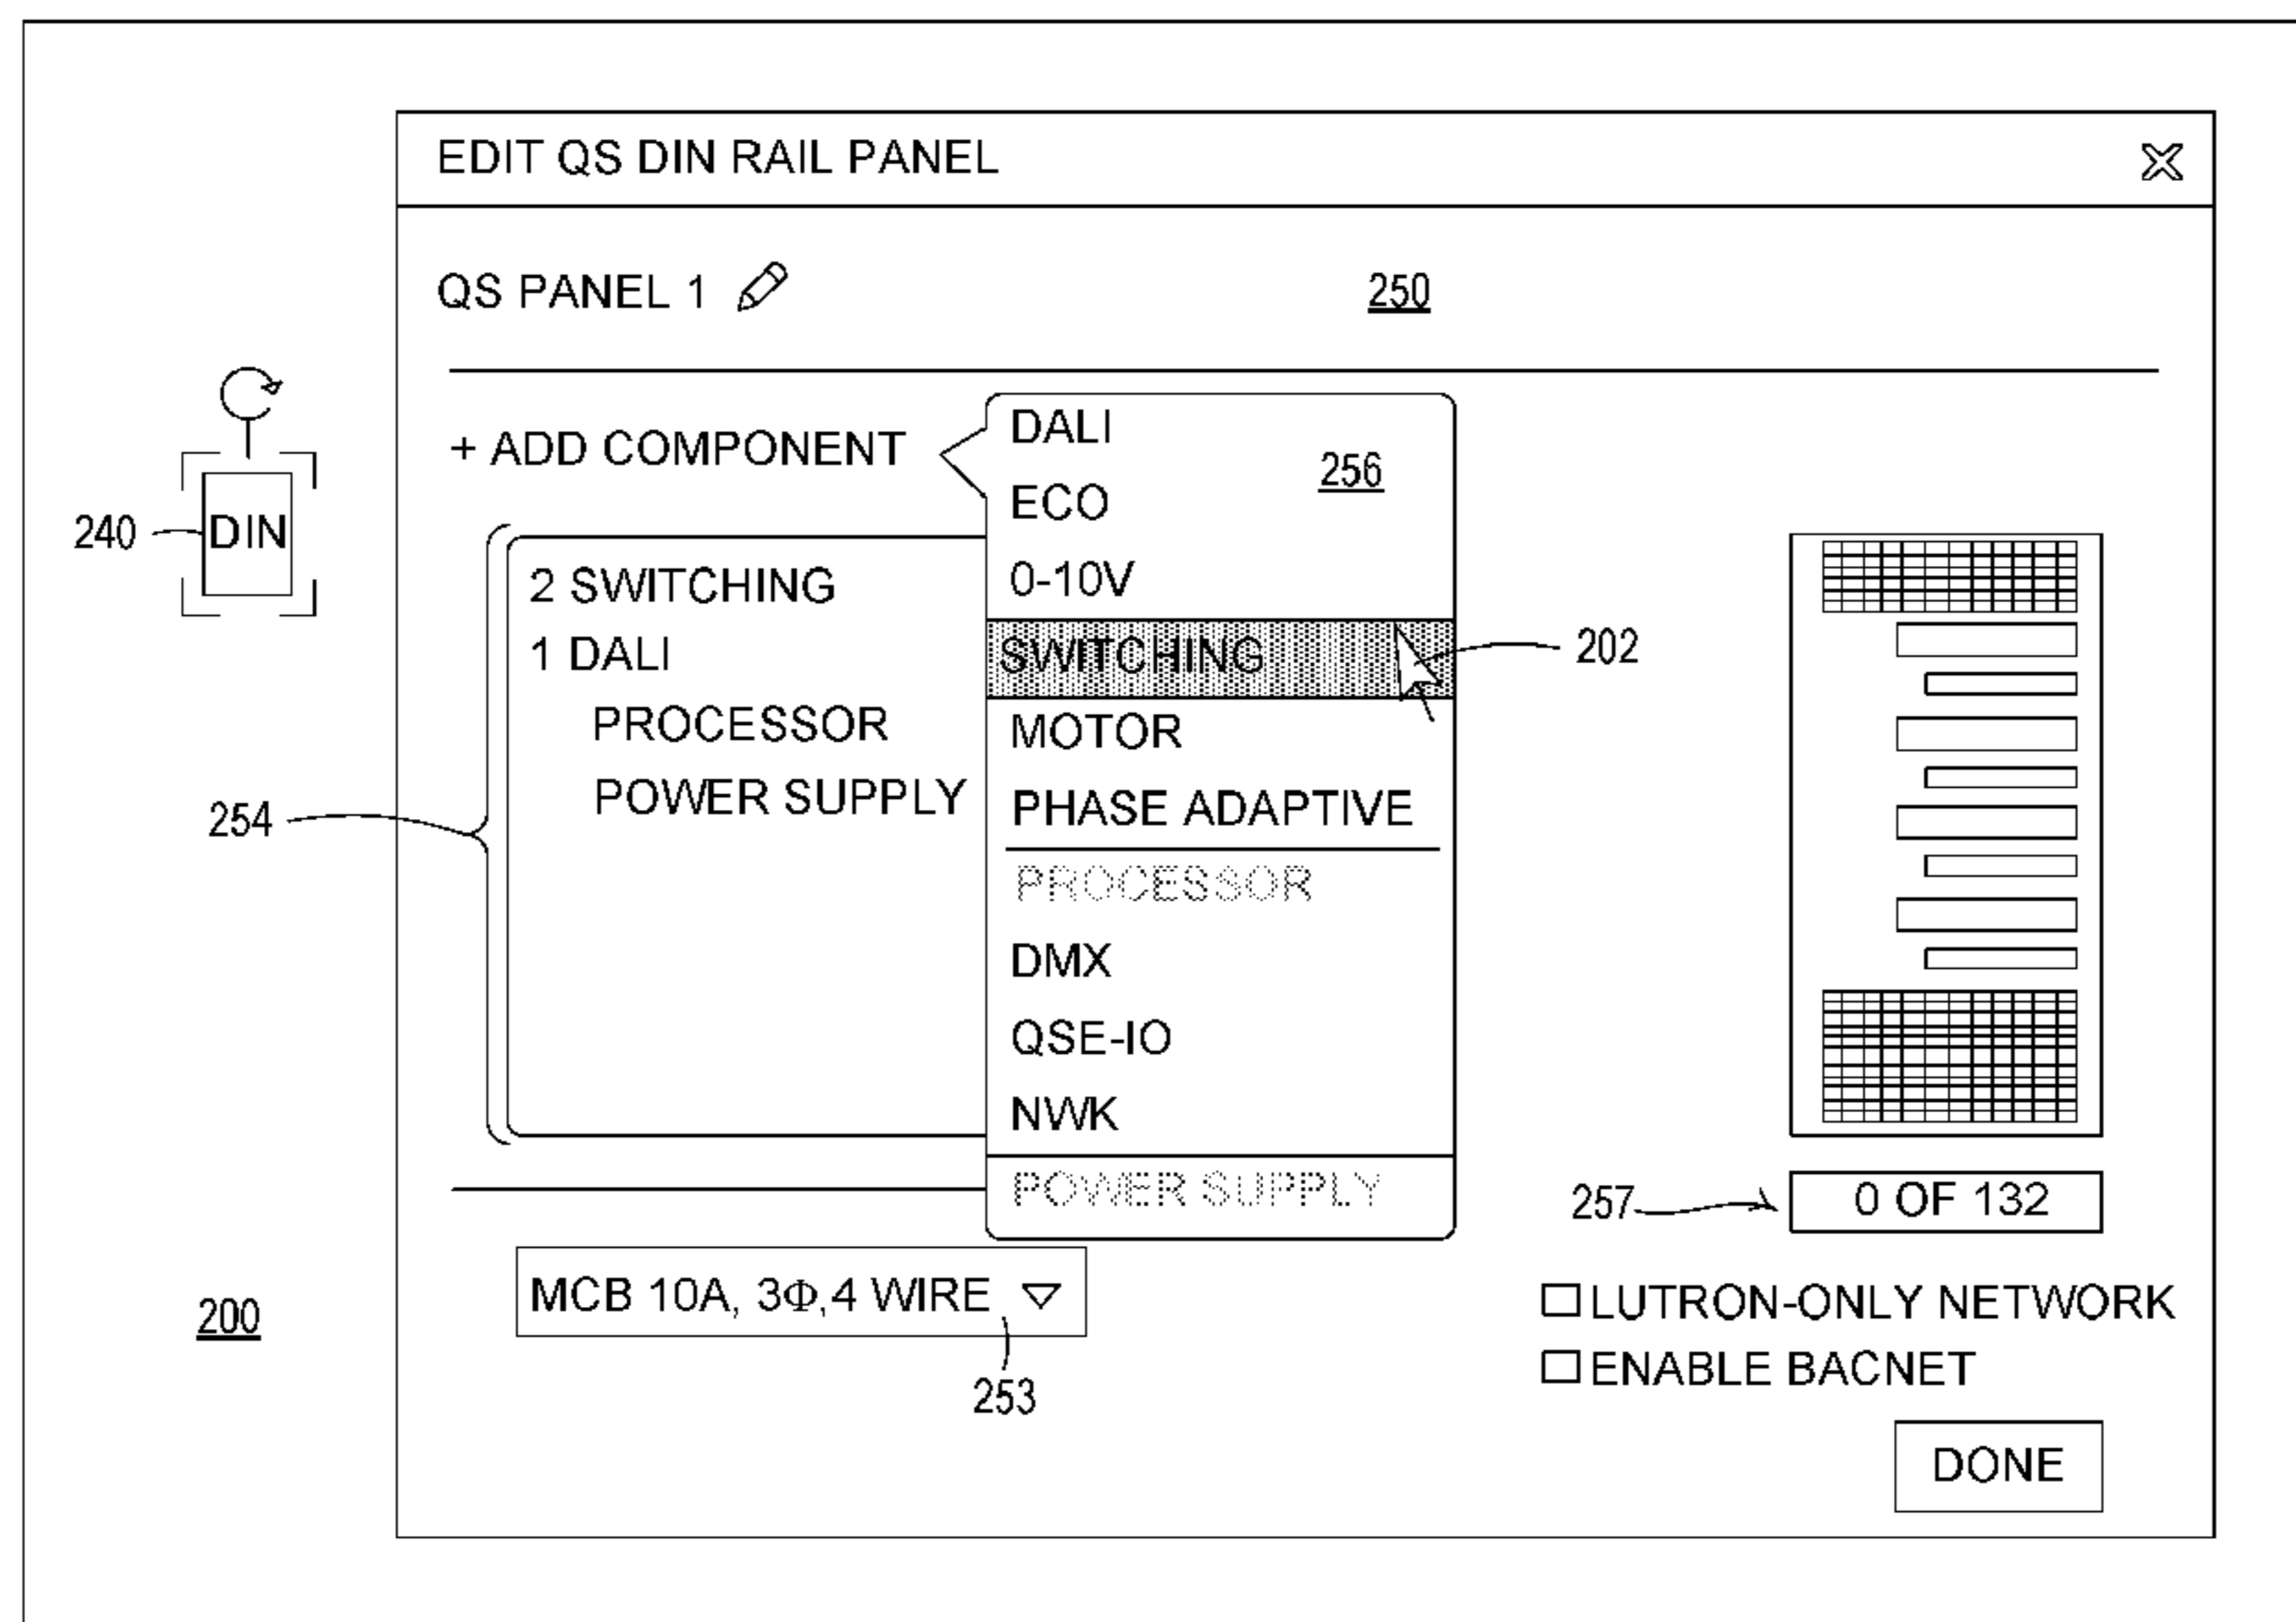 EDIT QS DIN RAIL PANEL
QS PANEL 1
250
+ ADD COMPONENT
DALI
256
ECO
0-10V
SWITCHING
202
MOTOR
PHASE ADAPTIVE
PROCESSOR
DMX
QSE-IO
NWK
POWER SUPPLY
240
DIN
2 SWITCHING
1 DALI
PROCESSOR
POWER SUPPLY
254
257
0 OF 132
MCB 10A, 3Φ,4 WIRE
253
200
LUTRON-ONLY NETWORK
ENABLE BACNET
DONE